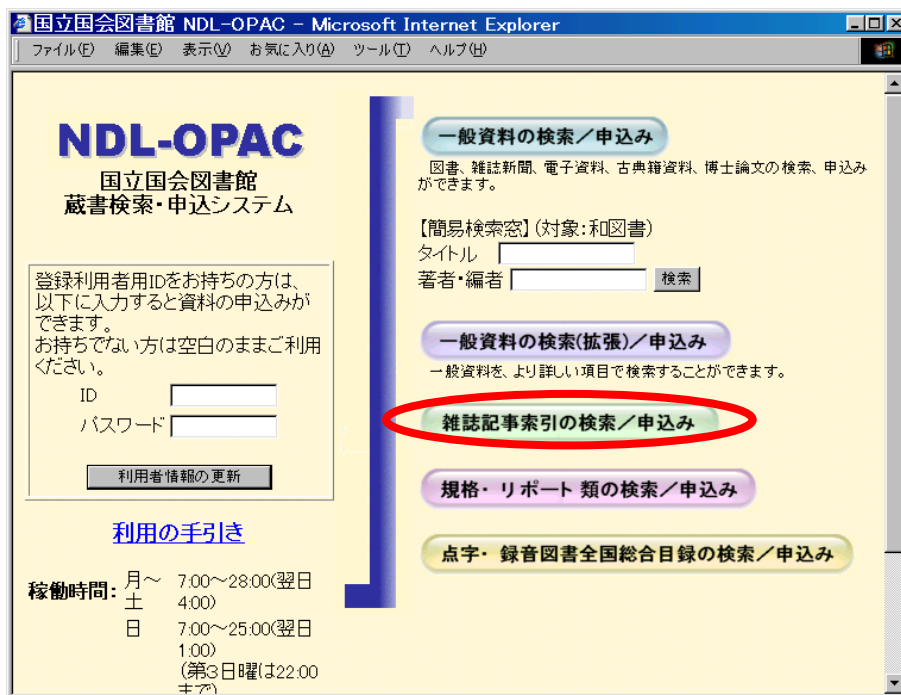 国立国会図書館 NDL-OPAC - Microsoft Internet Explorer
ファイル(F) 編集(E) 表示(V) お気に入り(A) ツール(T) ヘルプ(H)
NDL-OPAC
国立国会図書館
蔵書検索・申込システム
登録利用者用IDをお持ちの方は、
以下に入力すると資料の申込みが
できます。
お持ちでない方は空白のままご利用
ください。
ID
パスワード
利用者情報の更新
利用の手引き
稼働時間: 月～土 7:00～28:00(翌日
4:00)
日 7:00～25:00(翌日
1:00)
(第3日曜は22:00
まで)
一般資料の検索／申込み
図書、雑誌新聞、電子資料、古典籍資料、博士論文の検索、申込み
ができます。
【簡易検索窓】(対象:和図書)
タイトル
著者・編者 検索
一般資料の検索(拡張)／申込み
一般資料を、より詳しい項目で検索することができます。
雑誌記事索引の検索／申込み
規格・リポート類の検索／申込み
点字・録音図書全国総合目録の検索／申込み